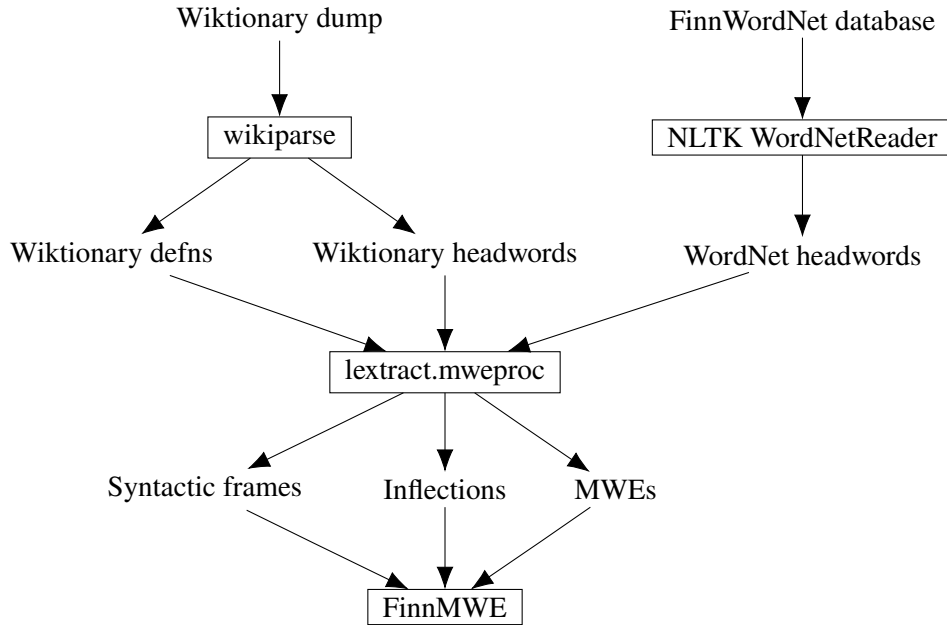 Wiktionary dump
FinnWordNet database
wikiparse
NLTK WordNetReader
Wiktionary defns
Wiktionary headwords
WordNet headwords
lextract.mweproc
Syntactic frames
Inflections
MWEs
FinnMWE